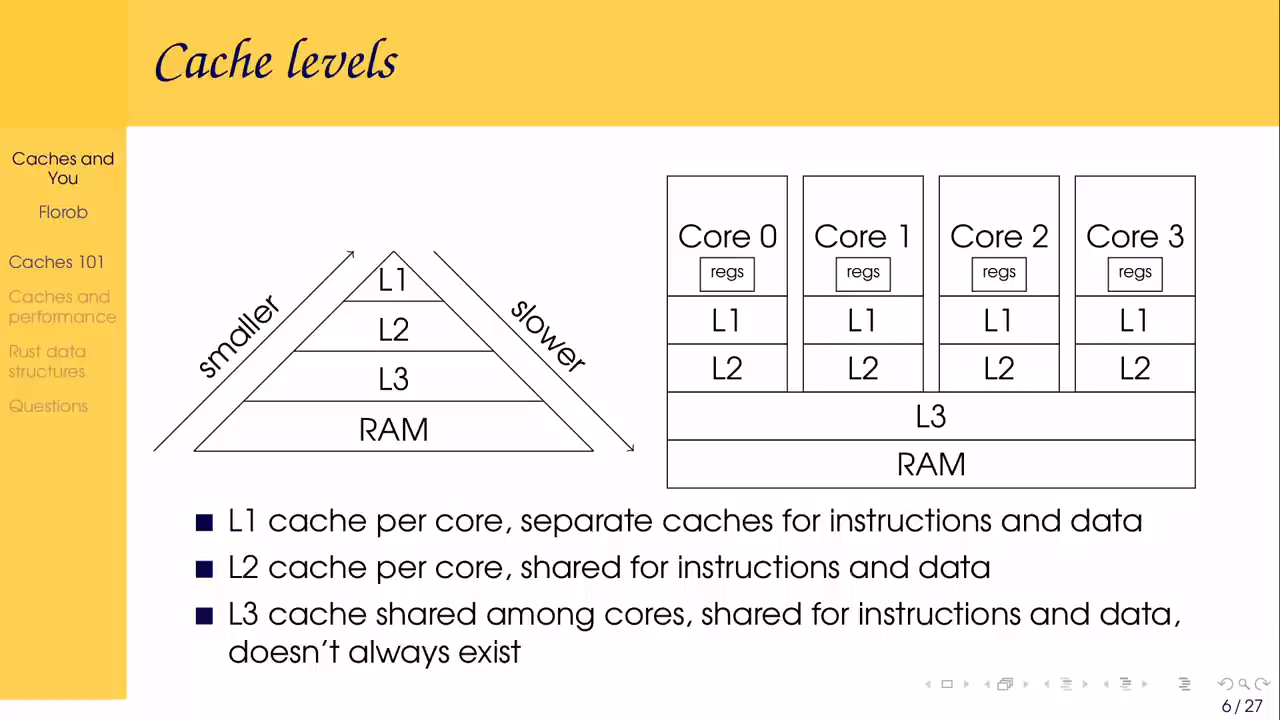 Cache levels
Caches and
You
Florob
Caches 101
Caches and
performance
Rust data
structures
Questions
smaller
slower
L1
L2
L3
RAM
Core 0
Core 1
Core 2
Core 3
regs
regs
regs
regs
L1
L1
L1
L1
L2
L2
L2
L2
L3
RAM
L1 cache per core, separate caches for instructions and data
L2 cache per core, shared for instructions and data
L3 cache shared among cores, shared for instructions and data,
doesn't always exist
6 / 27